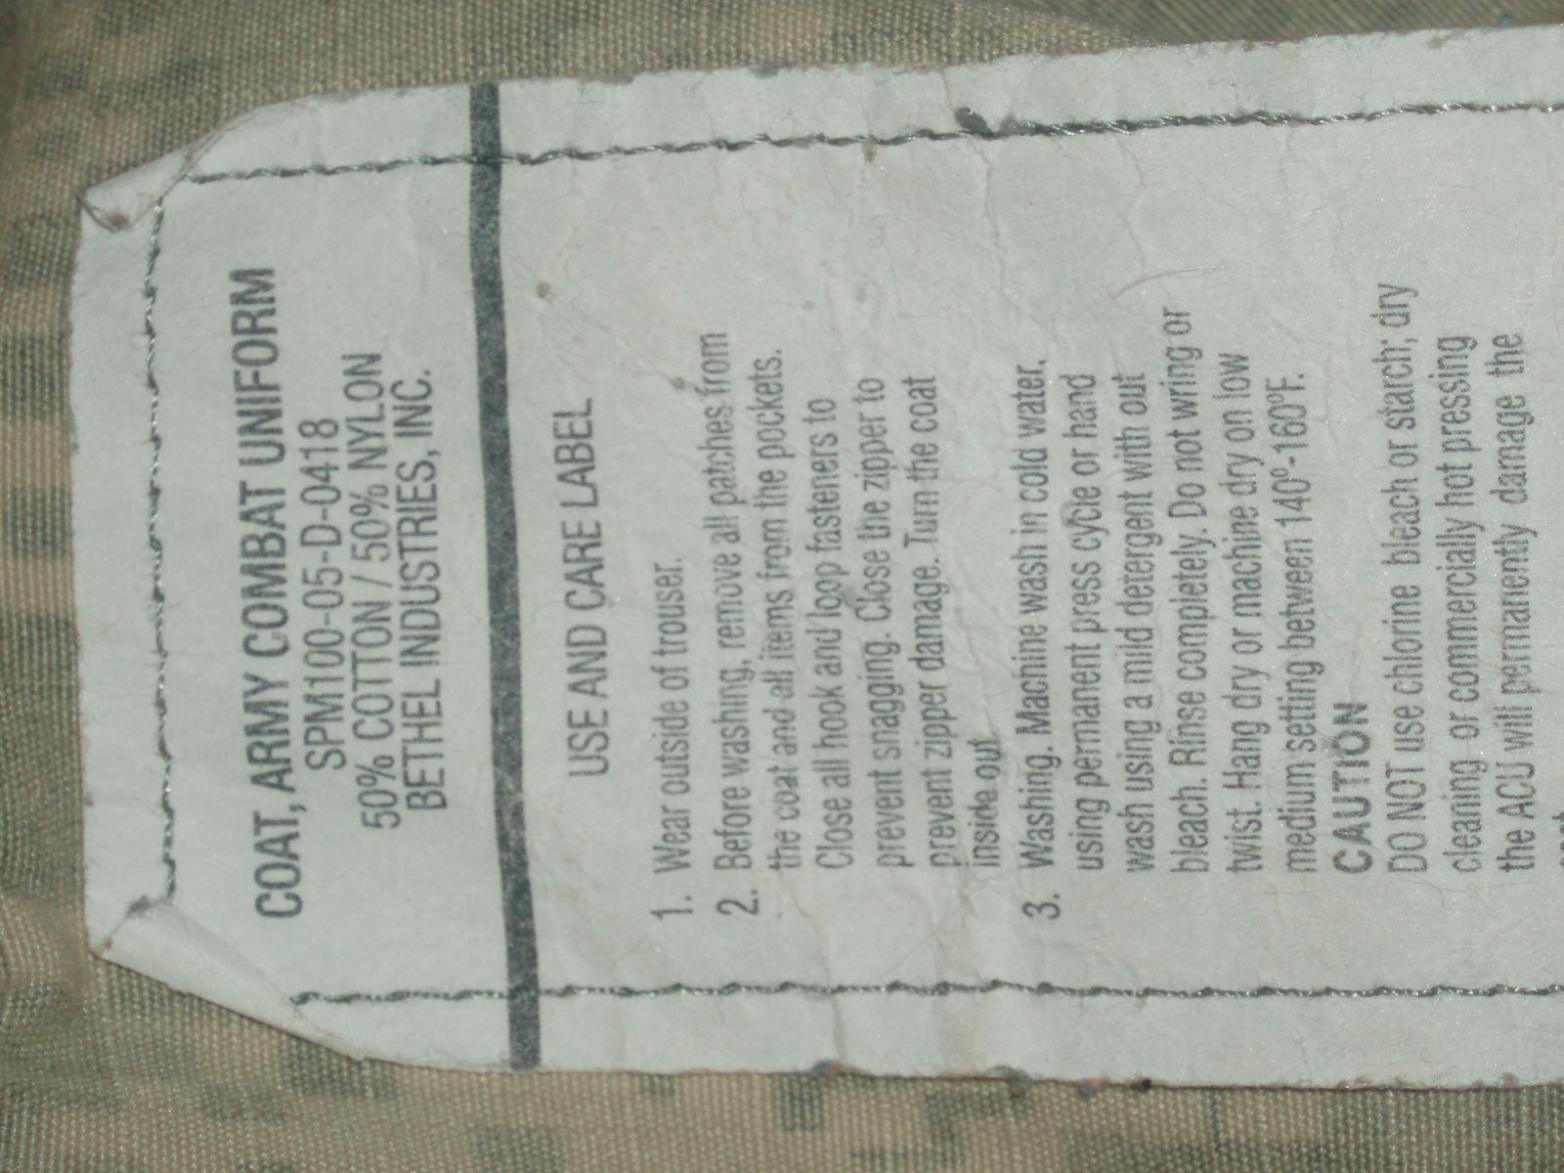 COAT, ARMY COMBAT UNIFORM
SPM100-05-D-0418
50% COTTON / 50% NYLON
BETHEL INDUSTRIES, INC.
USE AND CARE LABEL
1. Wear outside of trouser.
2. Before washing, remove all patches from
the coat and all items from the pockets.
Close all hook and loop fasteners to
prevent snagging. Close the zipper to
prevent zipper damage. Turn the coat
inside out.
3. Washing. Machine wash in cold water,
using permanent press cycle or hand
wash using a mild detergent with out
bleach. Rinse completely. Do not wring or
twist. Hang dry or machine dry on low
medium setting between 140º-160ºF.
CAUTION
DO NOT use chlorine bleach or starch; dry
cleaning or commercially hot pressing
the ACU will permanently damage the